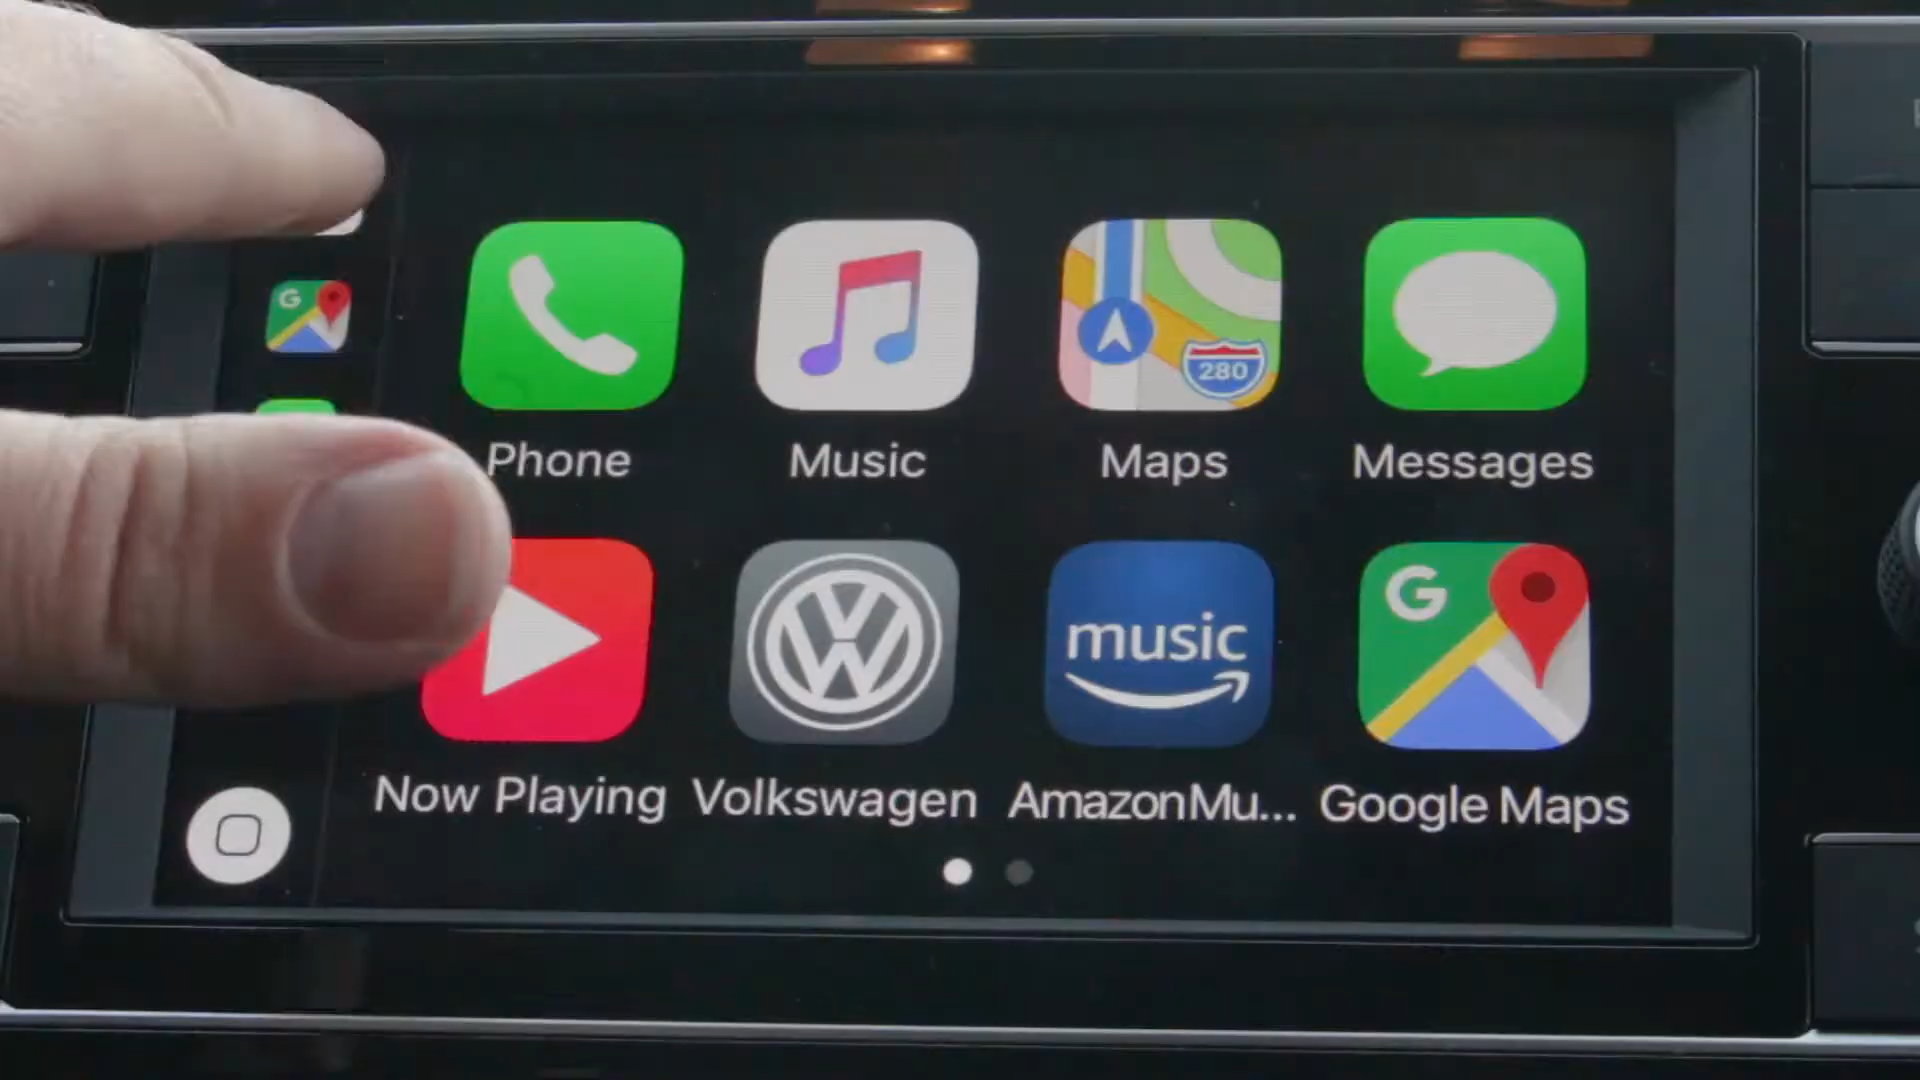 Phone
Music
280
Maps
Messages
music
G
G
Now Playing
Volkswagen
AmazonMu...
Google Maps